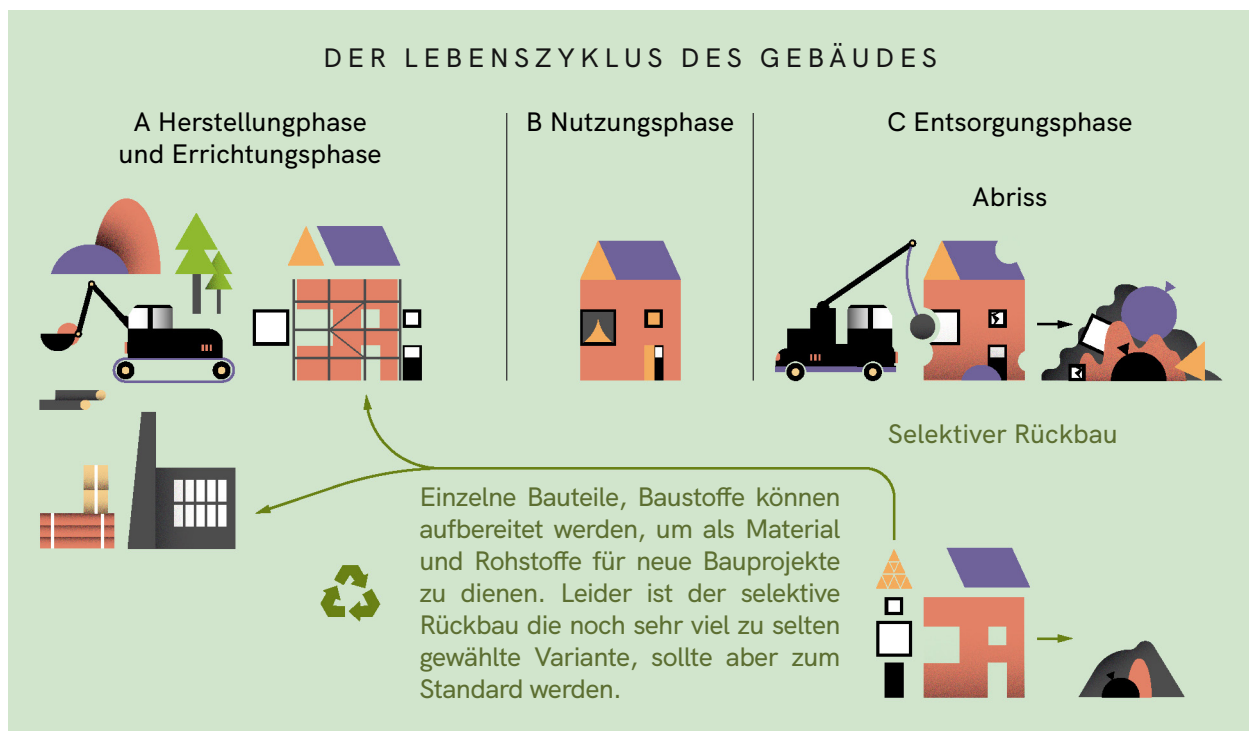 DER LEBENSZYKLUS DES GEBÄUDES
A Herstellungphase
und Errichtungsphase
B Nutzungsphase
C Entsorgungsphase
Abriss
Selektiver Rückbau
Einzelne Bauteile, Baustoffe können
aufbereitet werden, um als Material
und Rohstoffe für neue Bauprojekte
zu dienen. Leider ist der selektive
Rückbau die noch sehr viel zu selten
gewählte Variante, sollte aber zum
Standard werden.